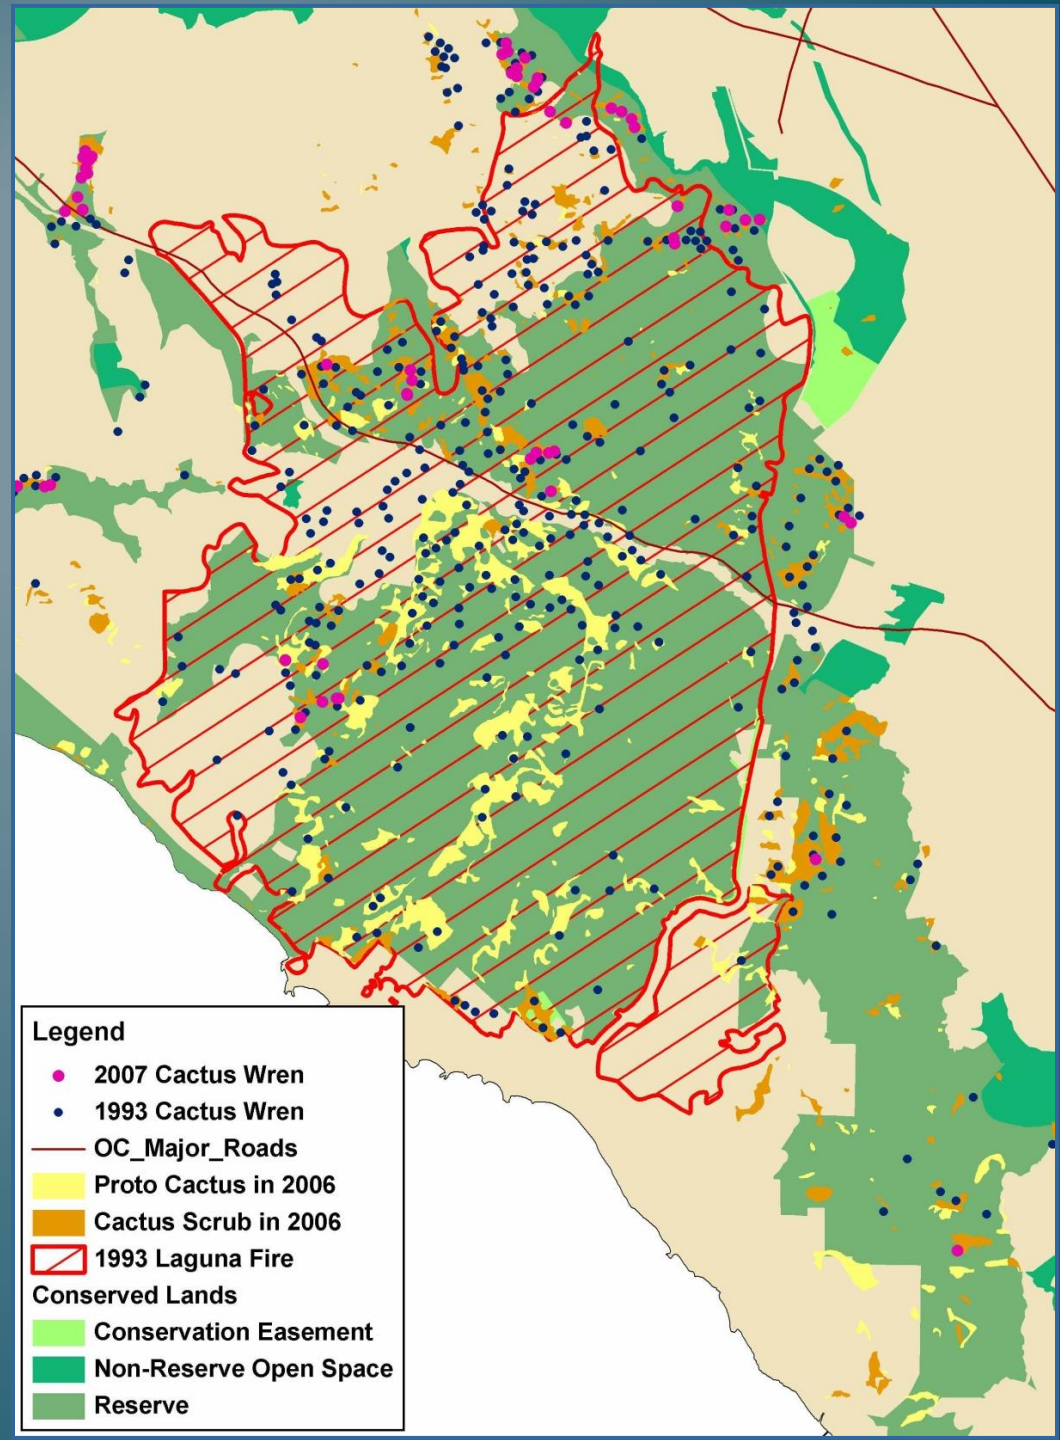 Legend
2007 Cactus Wren
1993 Cactus Wren
OC_Major_Roads
Proto Cactus in 2006
Cactus Scrub in 2006
1993 Laguna Fire
Conserved Lands
Conservation Easement
Non-Reserve Open Space
Reserve